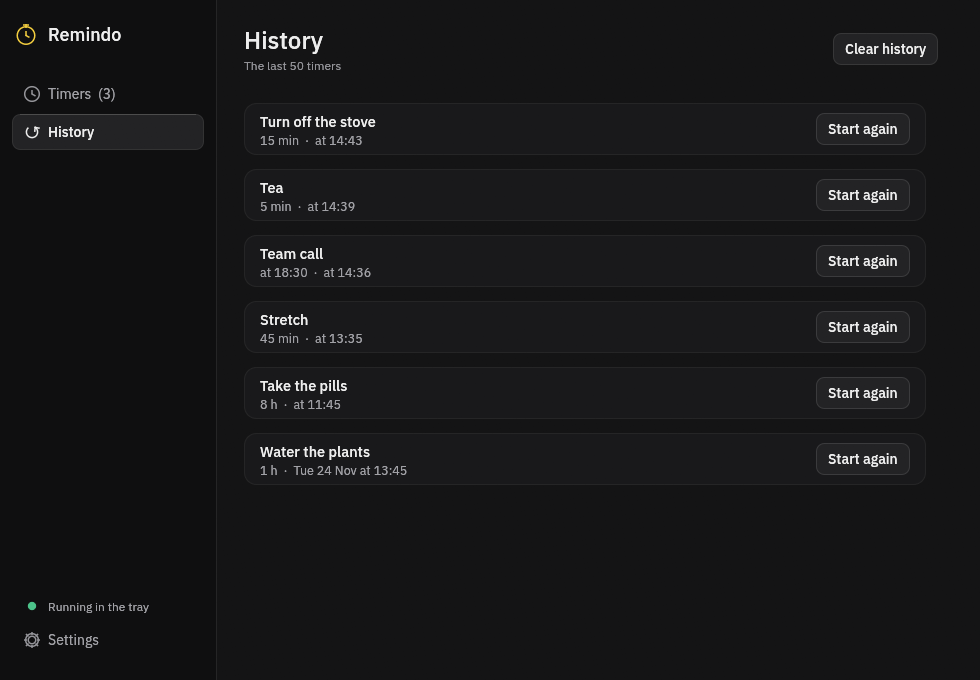 Remindo
Timers (3)
History
Running in the tray
Settings
History
The last 50 timers
Clear history
Turn off the stove
15 min · at 14:43
Start again
Tea
5 min · at 14:39
Start again
Team call
at 18:30 · at 14:36
Start again
Stretch
45 min · at 13:35
Start again
Take the pills
8 h · at 11:45
Start again
Water the plants
1 h · Tue 24 Nov at 13:45
Start again